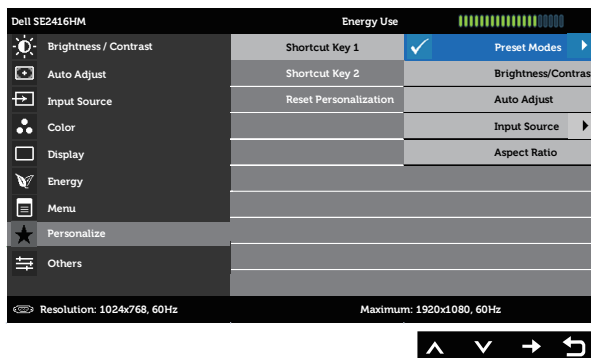 Dell SE2416HM Energy Use
Brightness / Contrast Shortcut Key 1 Preset Modes
Auto Adjust Shortcut Key 2 Brightness/Contras
Input Source Reset Personalization Auto Adjust
Color Input Source
Display Aspect Ratio
Energy
Menu
Personalize
Others
Resolution: 1024x768, 60Hz Maximum: 1920x1080, 60Hz